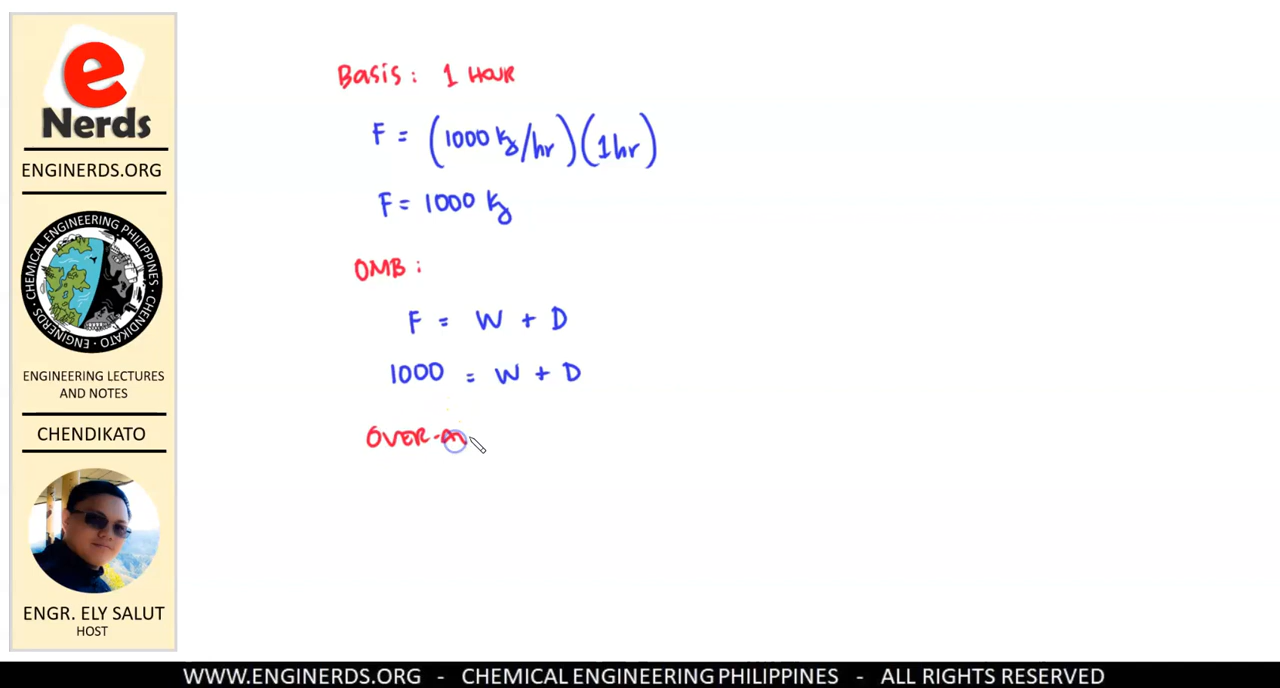 e
Nerds
ENGINERDS.ORG
CHEMICAL ENGINEERING PHILIPPINES
ENGINERDS - CHENDIKATO
ENGINEERING LECTURES
AND NOTES
CHENDIKATO
ENGR. ELY SALUT
HOST
Basis: 1 HOUR
F = (1000 Kg/hr)(1hr)
F = 1000 Kg
OMB:
F = W + D
1000 = W + D
OVER-
WWW.ENGINERDS.ORG - CHEMICAL ENGINEERING PHILIPPINES - ALL RIGHTS RESERVED